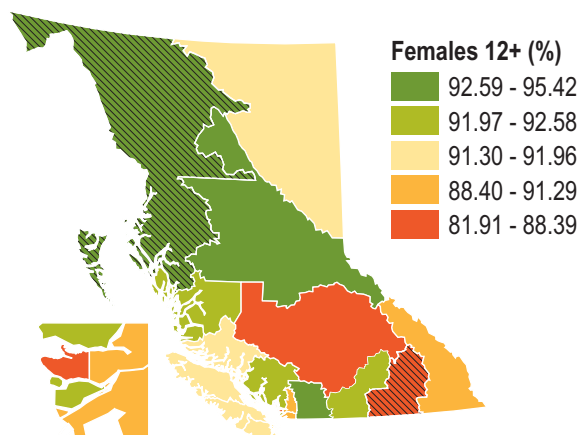 Females 12+ (%)
92.59 - 95.42
91.97 - 92.58
91.30 - 91.96
88.40 - 91.29
81.91 - 88.39